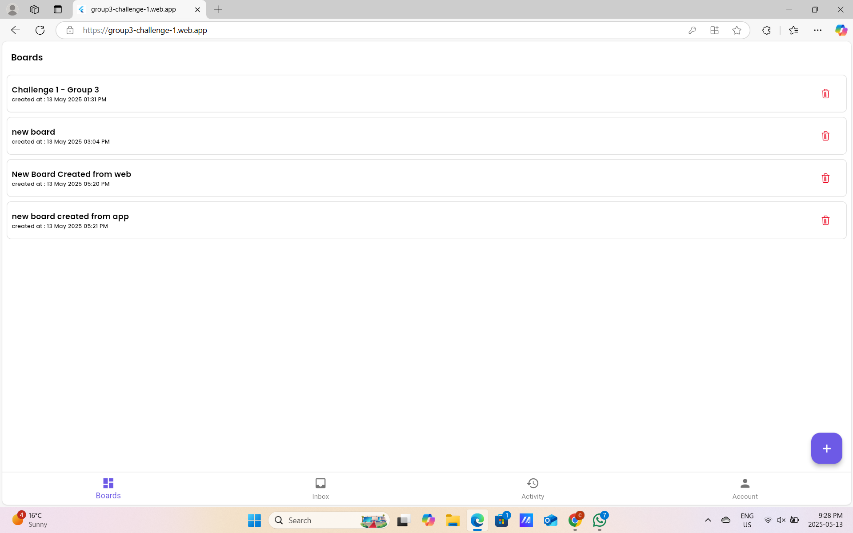 group3-challenge-1.web.app
https://group3-challenge-1.web.app
Boards
Challenge 1 - Group 3
created at : 13 May 2025 01:31 PM
new board
created at : 13 May 2025 03:04 PM
New Board Created from web
created at : 13 May 2025 05:20 PM
new board created from app
created at : 13 May 2025 05:21 PM
Boards
Inbox
Activity
Account
4
16°C
Sunny
Search
1
7
ENG
US
9:28 PM
2025-05-13